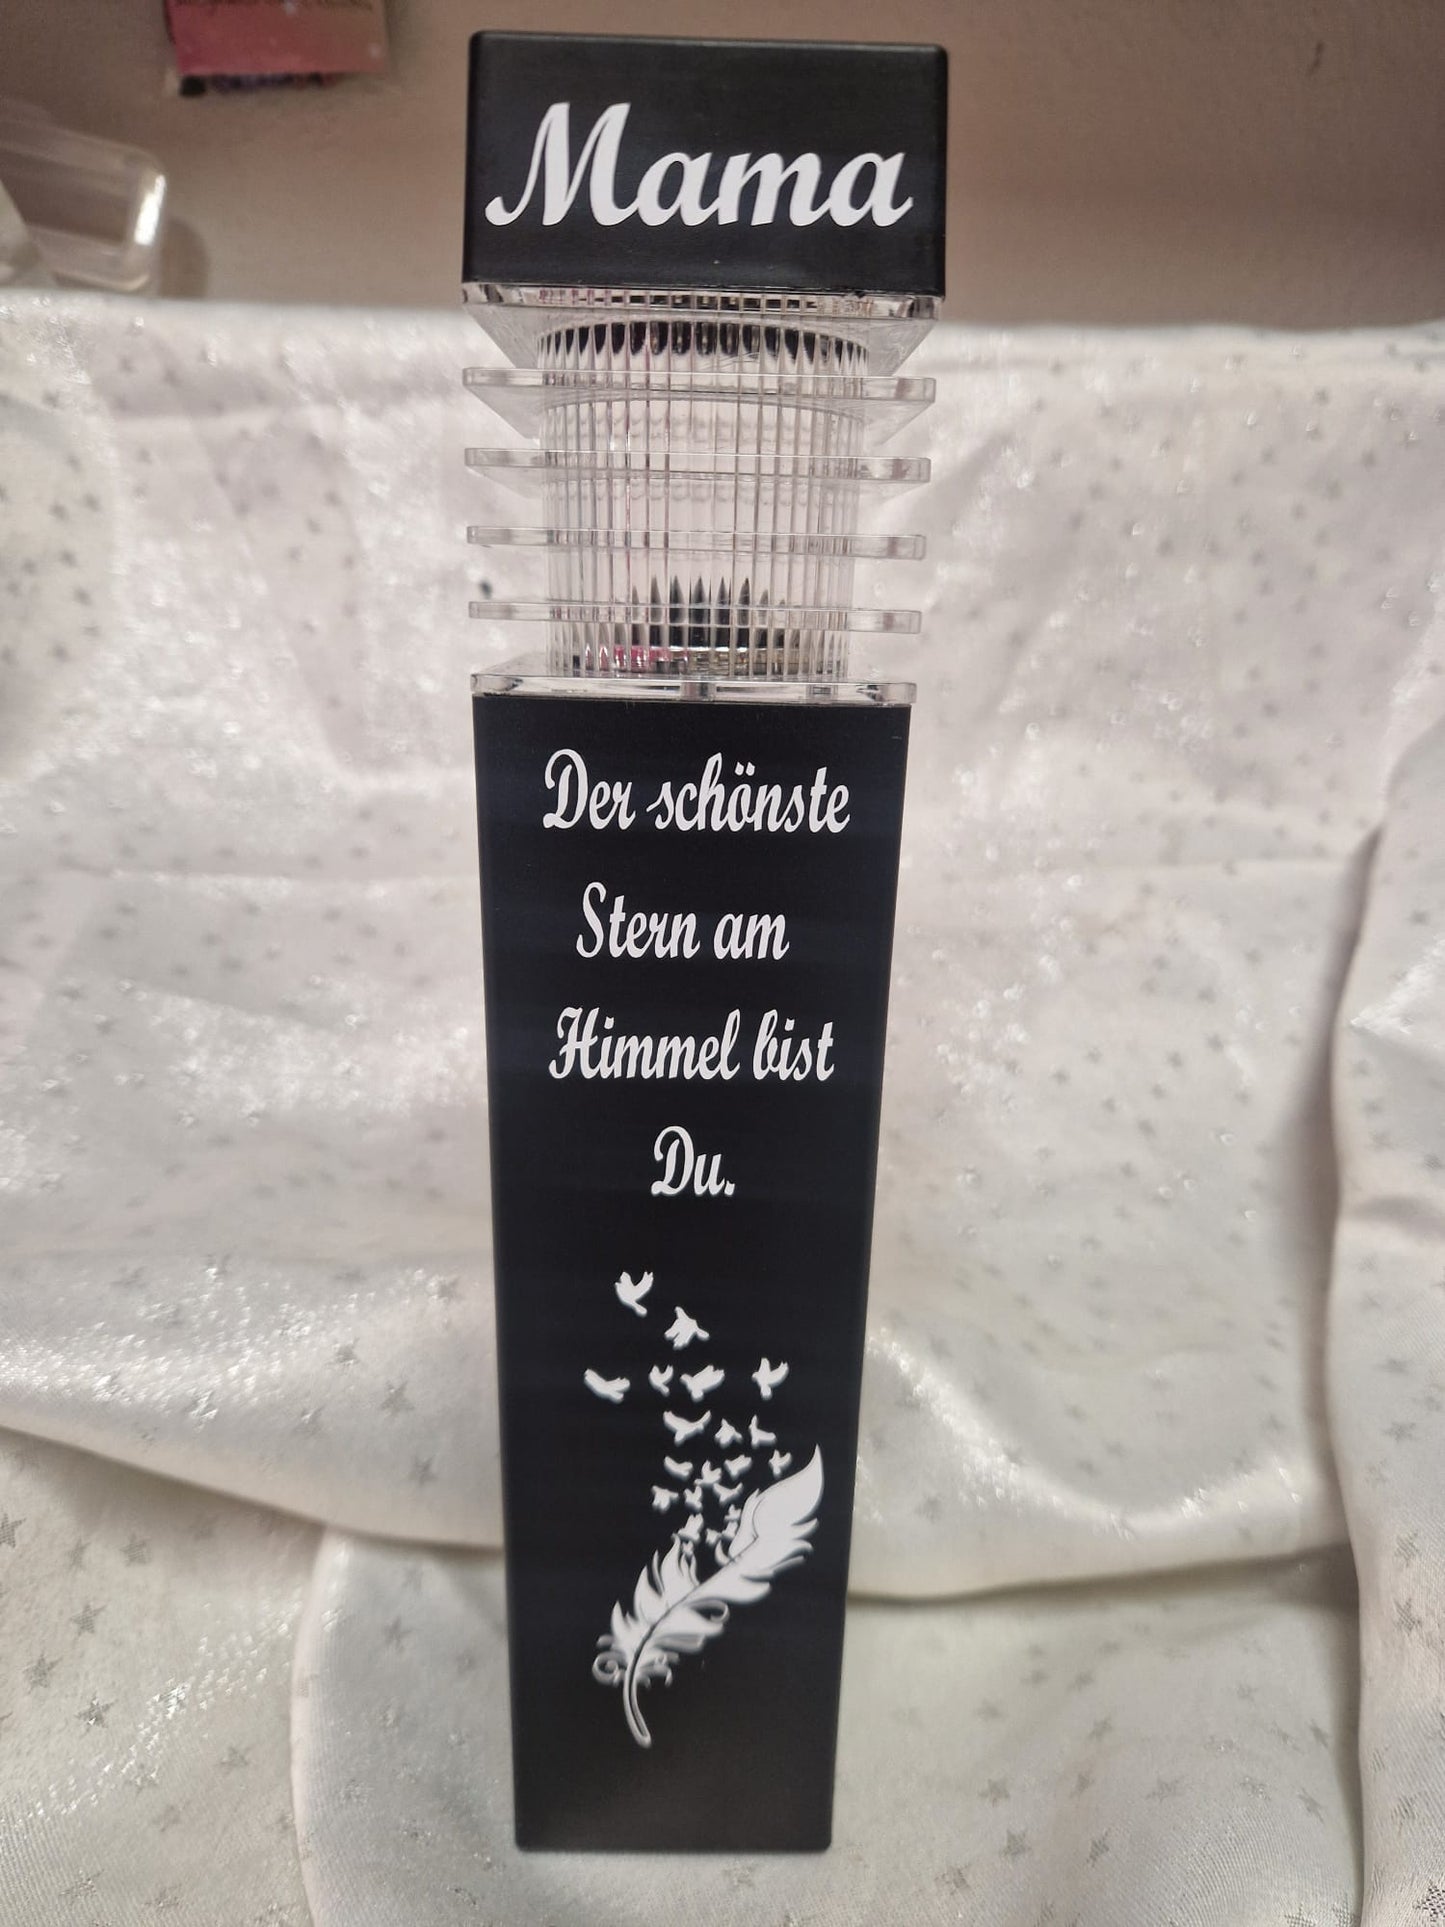 Mama
Der schönste
Stern am
Himmel bist
Du.